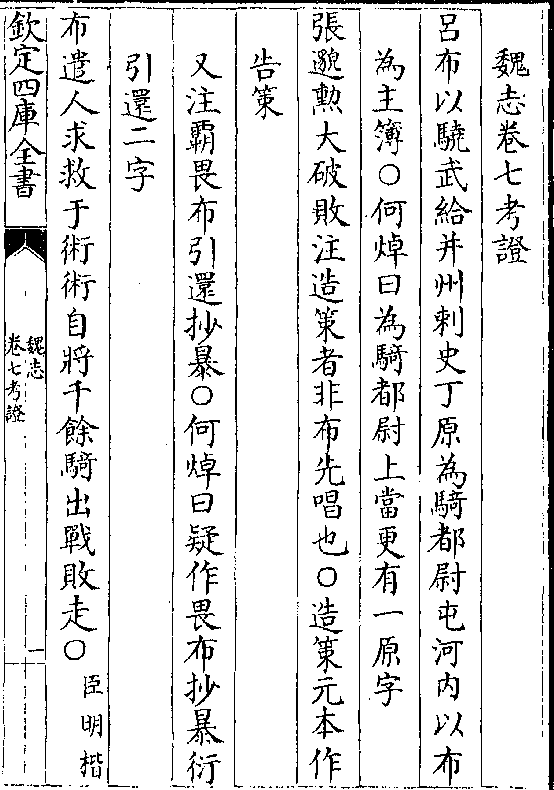 魏志卷七考證
呂布以驍武給并州刺史丁原為騎都尉屯河内以布
為主簿○何焯曰為騎都尉上當更有一原字
張邈勲大破敗注造策者非布先唱也○造策元本作
告策
又注霸畏布引還抄暴○何焯曰疑作畏布抄暴衍
引還二字
布遣人求救于術術自將千餘騎出戰敗走○臣明楷
欽定四庫全書
魏志
卷七考證
一